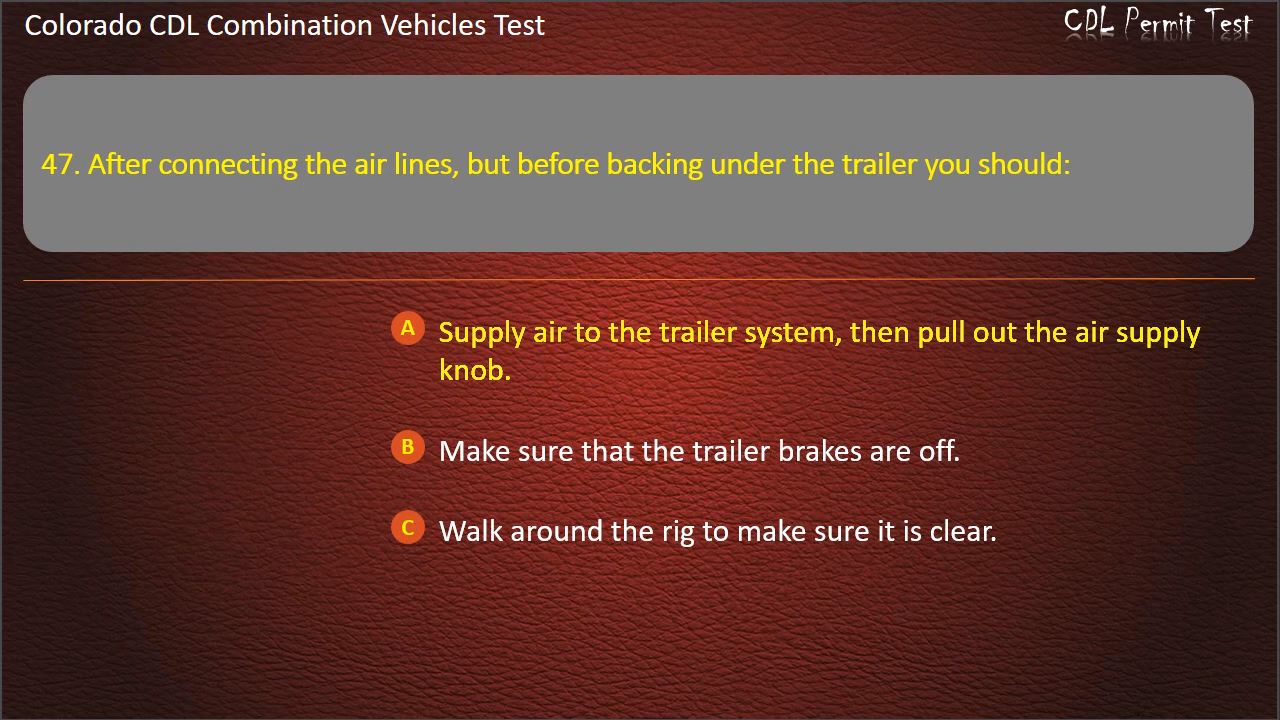 Colorado CDL Combination Vehicles Test
CDL Permit Test
47. After connecting the air lines, but before backing under the trailer you should:
A Supply air to the trailer system, then pull out the air supply
knob.
B Make sure that the trailer brakes are off.
C Walk around the rig to make sure it is clear.